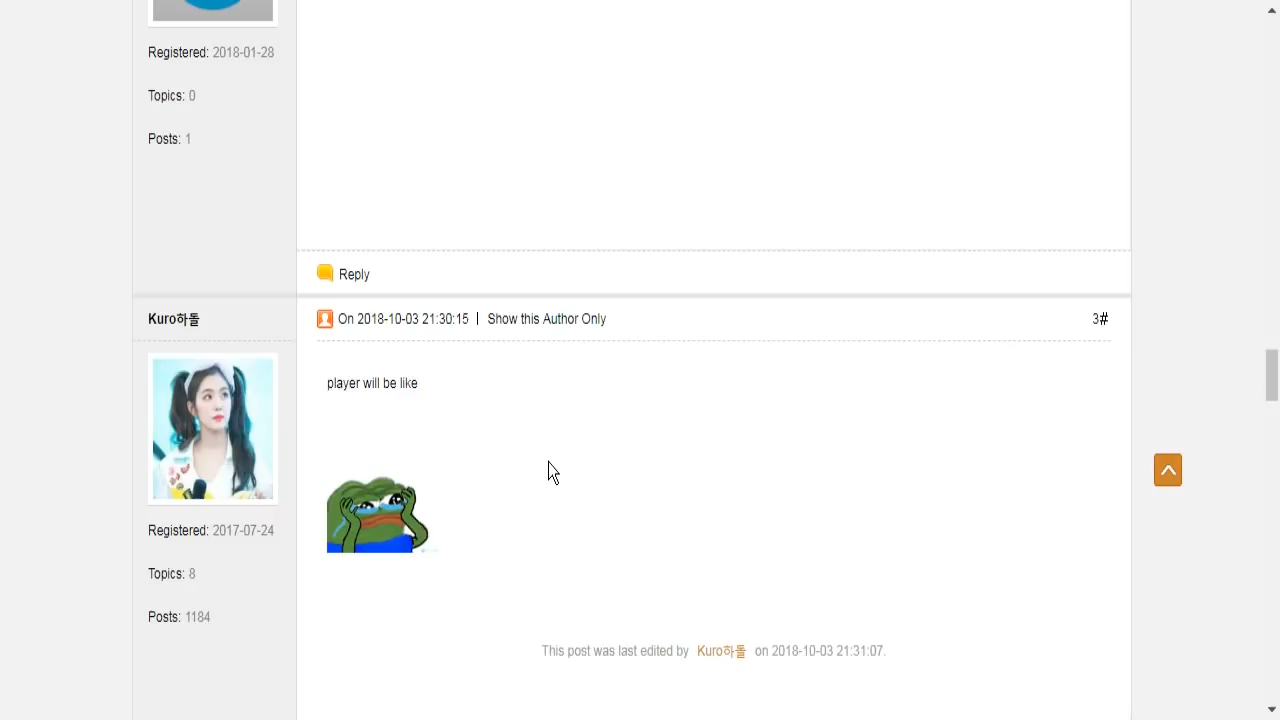 Registered: 2018-01-28
Topics: 0
Posts: 1
Reply
Kuro하돌
On 2018-10-03 21:30:15 | Show this Author Only
3#
player will be like
Registered: 2017-07-24
Topics: 8
Posts: 1184
This post was last edited by Kuro하돌 on 2018-10-03 21:31:07.